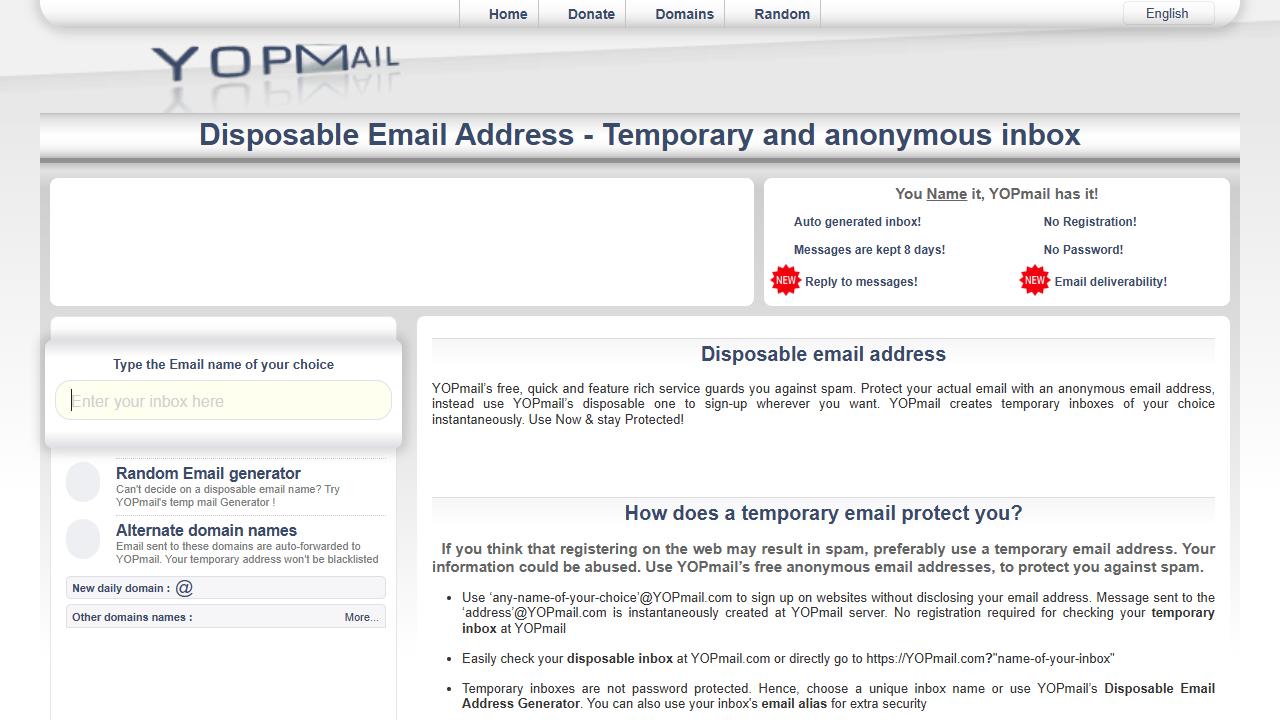 Home Donate Domains Random English
YOPMAIL
Disposable Email Address - Temporary and anonymous inbox
You Name it, YOPmail has it!
Auto generated inbox! No Registration!
Messages are kept 8 days! No Password!
NEW Reply to messages! NEW Email deliverability!
Type the Email name of your choice
Enter your inbox here
Random Email generator
Can't decide on a disposable email name? Try
YOPmail's temp mail Generator !
Alternate domain names
Email sent to these domains are auto-forwarded to
YOPmail. Your temporary address won't be blacklisted
New daily domain : @
Other domains names : More...
Disposable email address
YOPmail’s free, quick and feature rich service guards you against spam. Protect your actual email with an anonymous email address,
instead use YOPmail’s disposable one to sign-up wherever you want. YOPmail creates temporary inboxes of your choice
instantaneously. Use Now & stay Protected!
How does a temporary email protect you?
If you think that registering on the web may result in spam, preferably use a temporary email address. Your
information could be abused. Use YOPmail’s free anonymous email addresses, to protect you against spam.
• Use ‘any-name-of-your-choice’@YOPmail.com to sign up on websites without disclosing your email address. Message sent to the
‘address’@YOPmail.com is instantaneously created at YOPmail server. No registration required for checking your temporary
inbox at YOPmail
• Easily check your disposable inbox at YOPmail.com or directly go to https://YOPmail.com?"name-of-your-inbox"
• Temporary inboxes are not password protected. Hence, choose a unique inbox name or use YOPmail’s Disposable Email
Address Generator. You can also use your inbox's email alias for extra security